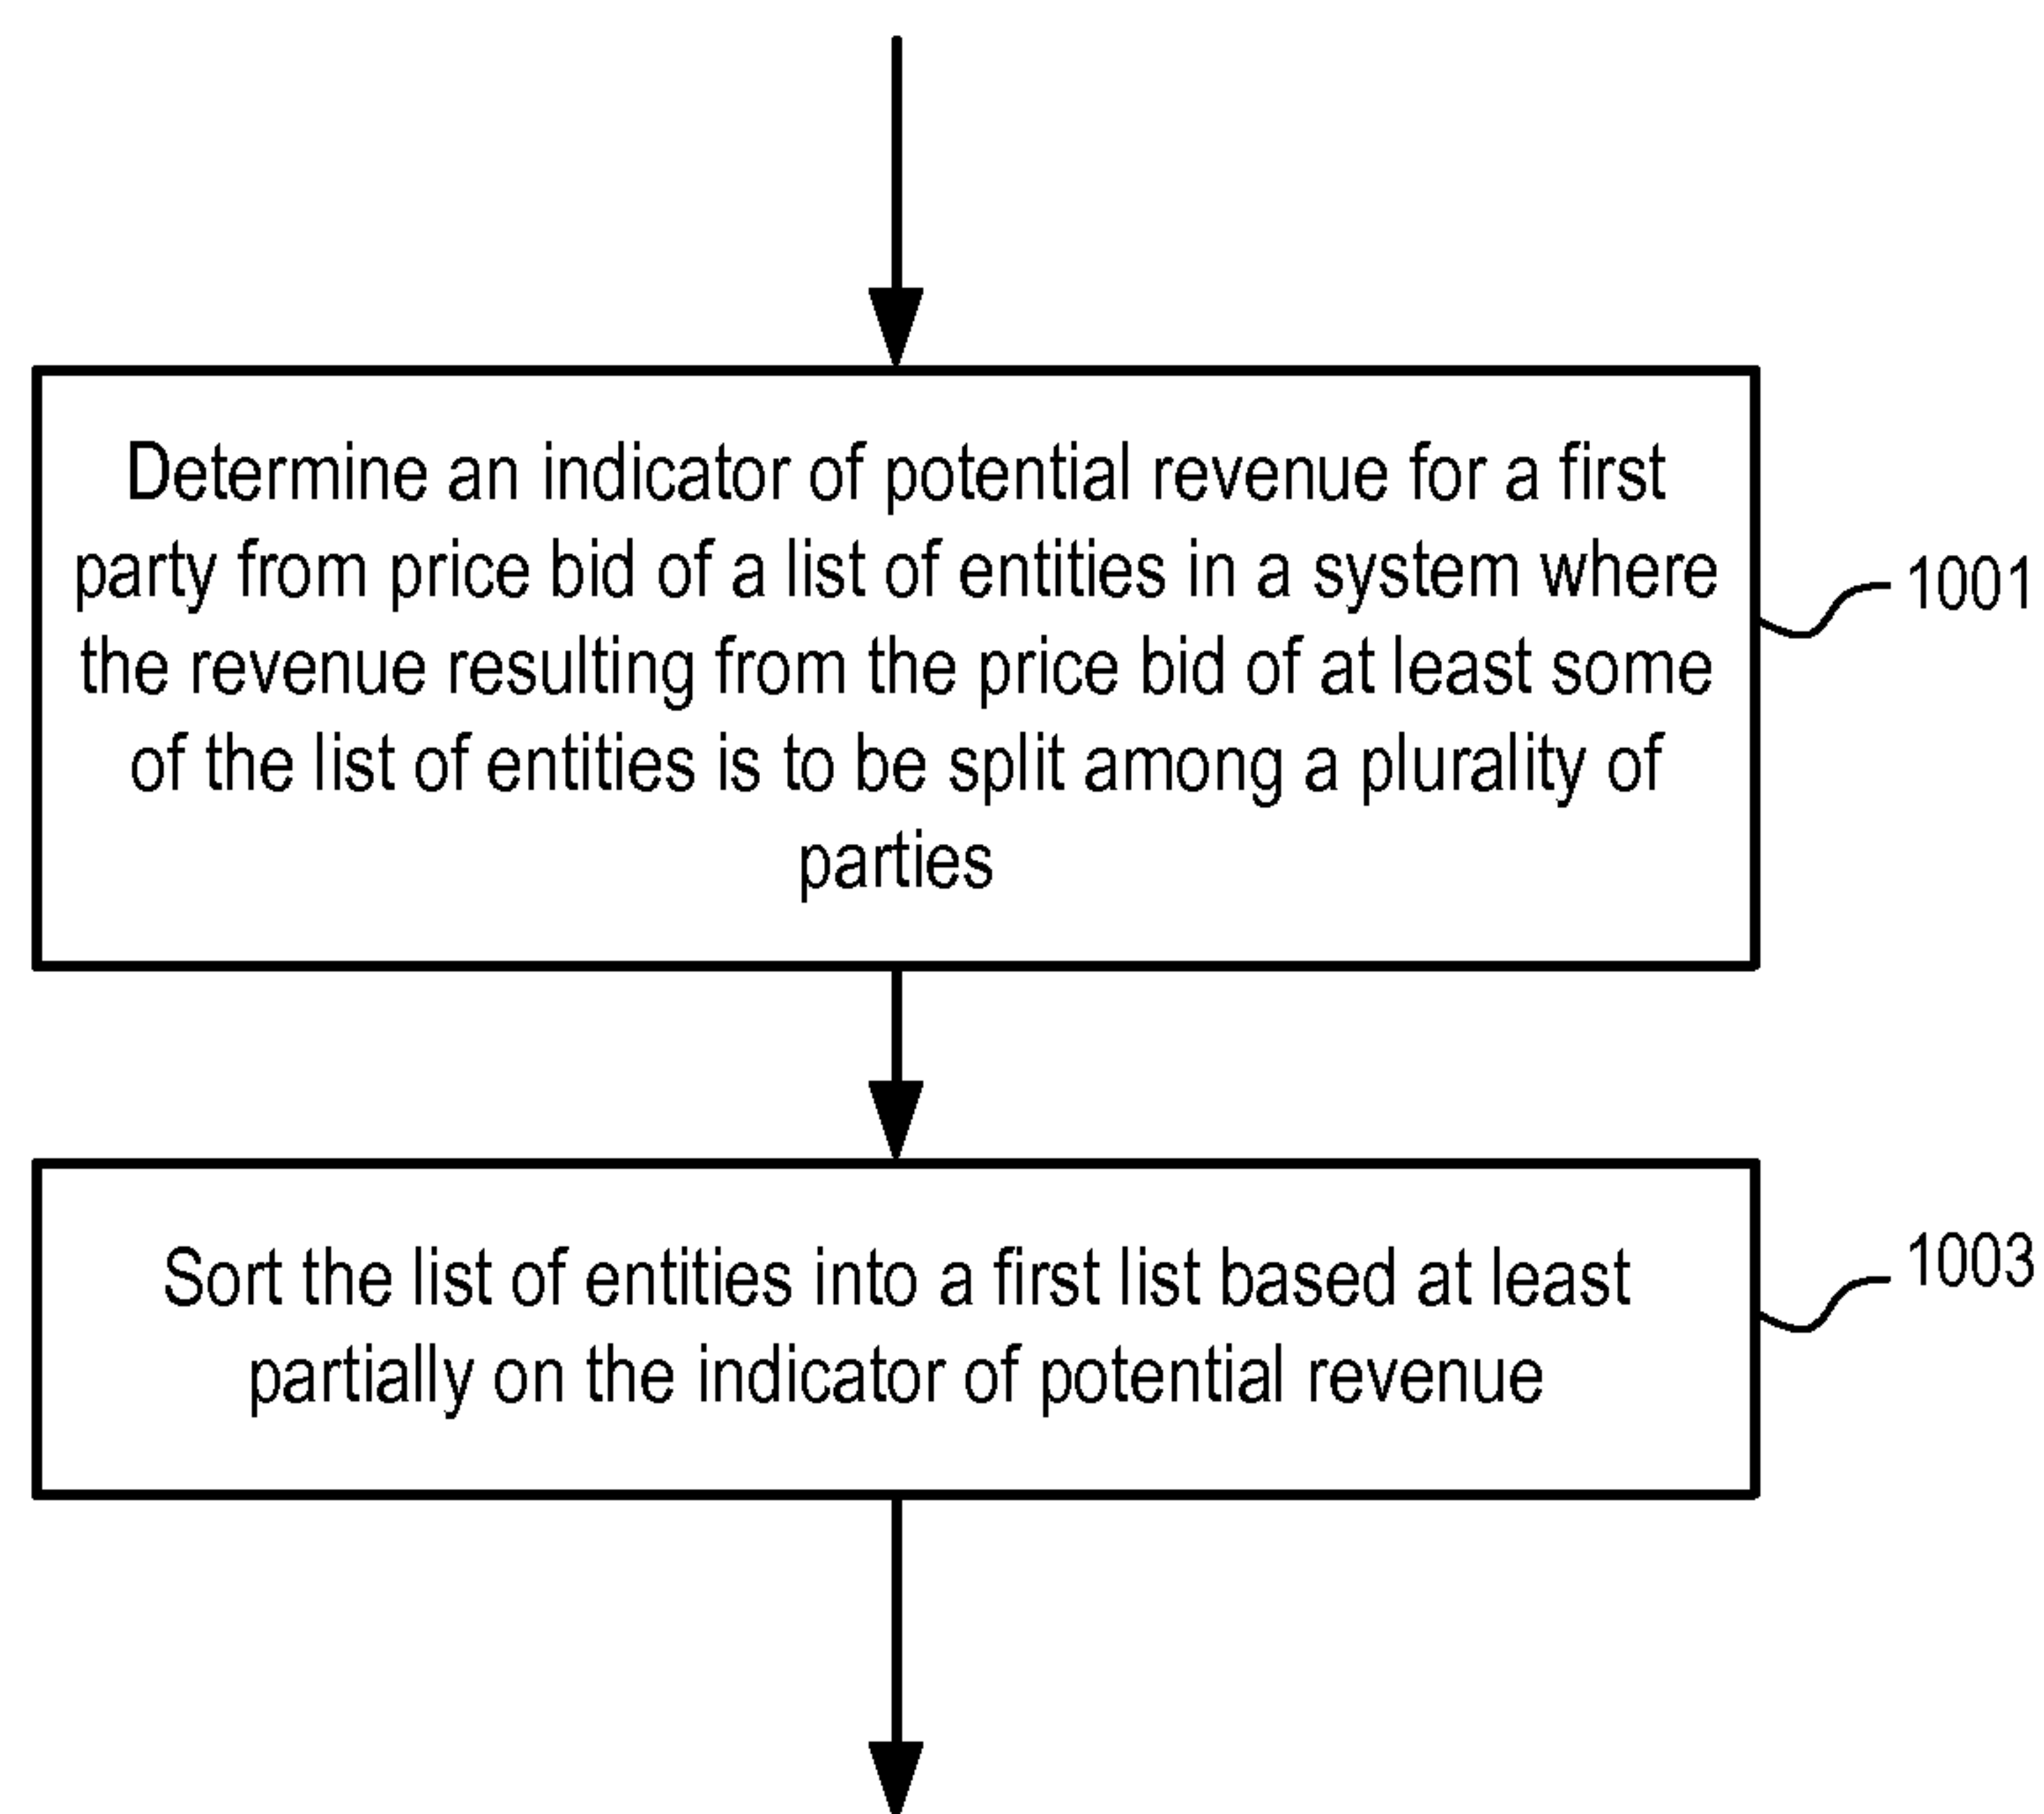 Determine an indicator of potential revenue for a first
party from price bid of a list of entities in a system where
the revenue resulting from the price bid of at least some
of the list of entities is to be split among a plurality of
parties
1001
Sort the list of entities into a first list based at least
partially on the indicator of potential revenue
1003